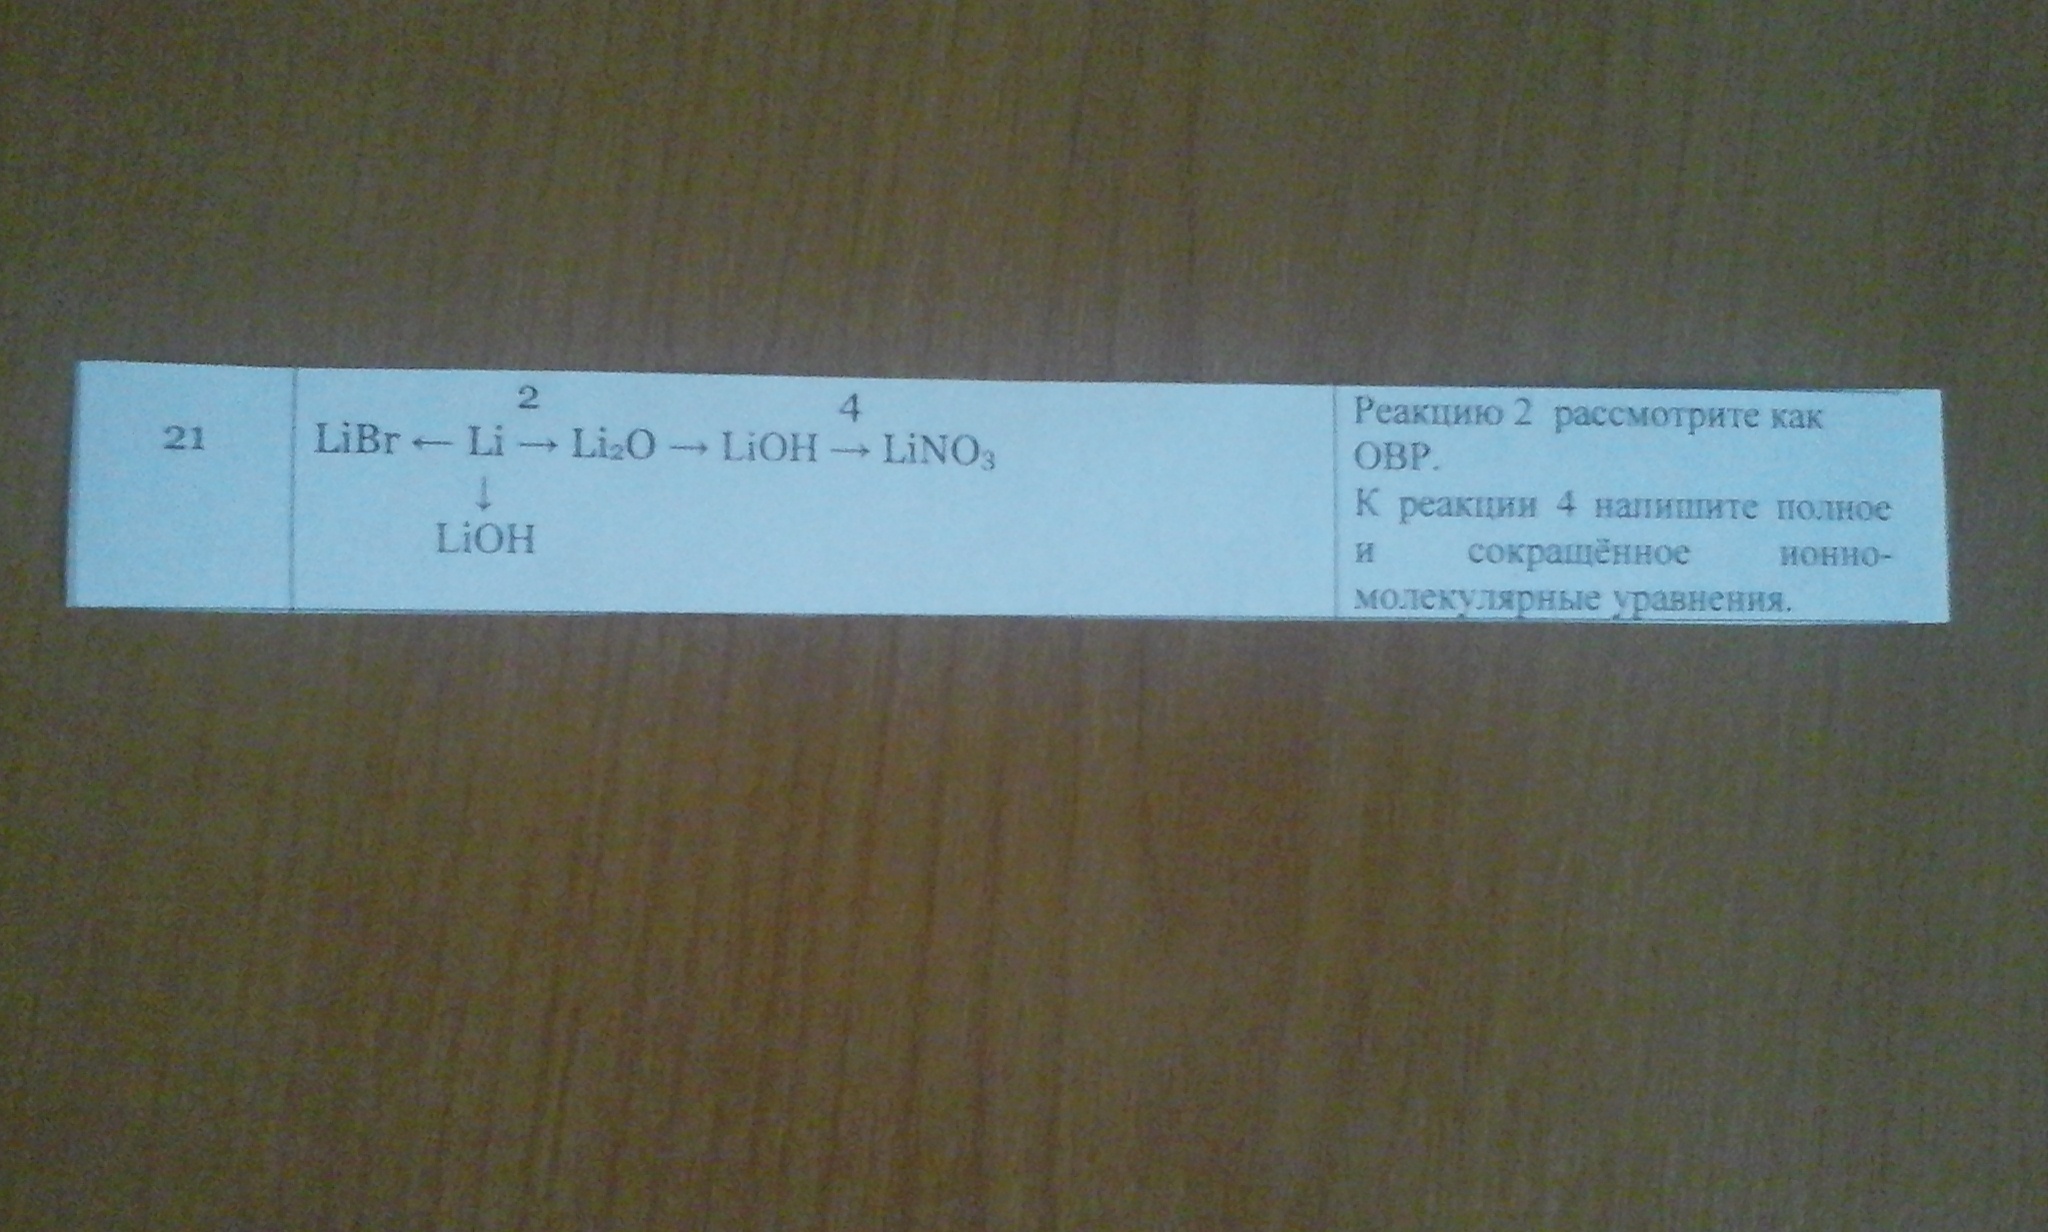 21
2 4
LiBr ← Li → Li₂O → LiOH → LiNO₃
↓
LiOH
Реакцию 2 рассмотрите как
ОВР.
К реакции 4 напишите полное
и сокращённое ионно-
молекулярные уравнения.